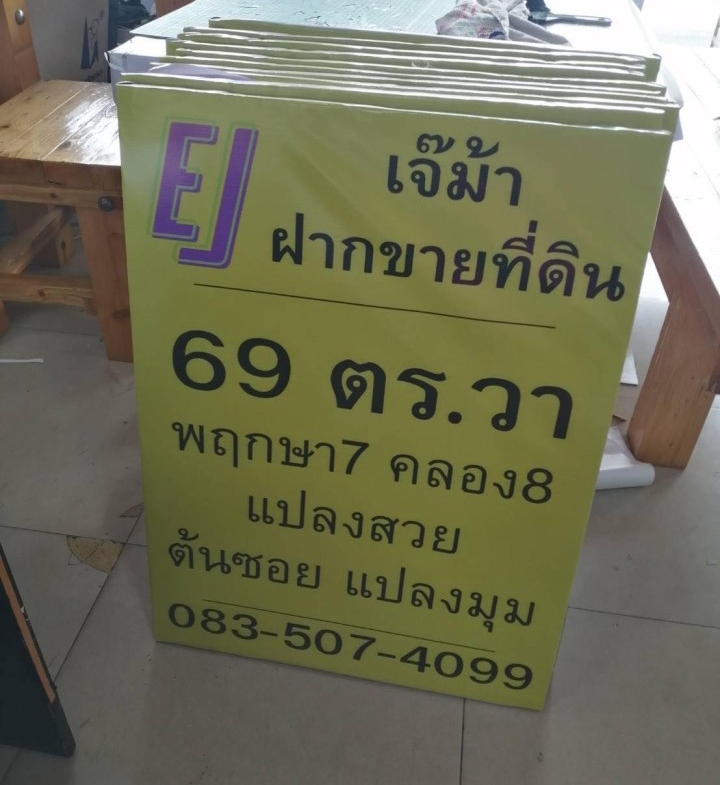 EJ
เจ๊ม้า
ฝากขายที่ดิน
69 ตร.วา
พฤกษา7 คลอง8
แปลงสวย
ต้นซอย แปลงมุม
083-507-4099